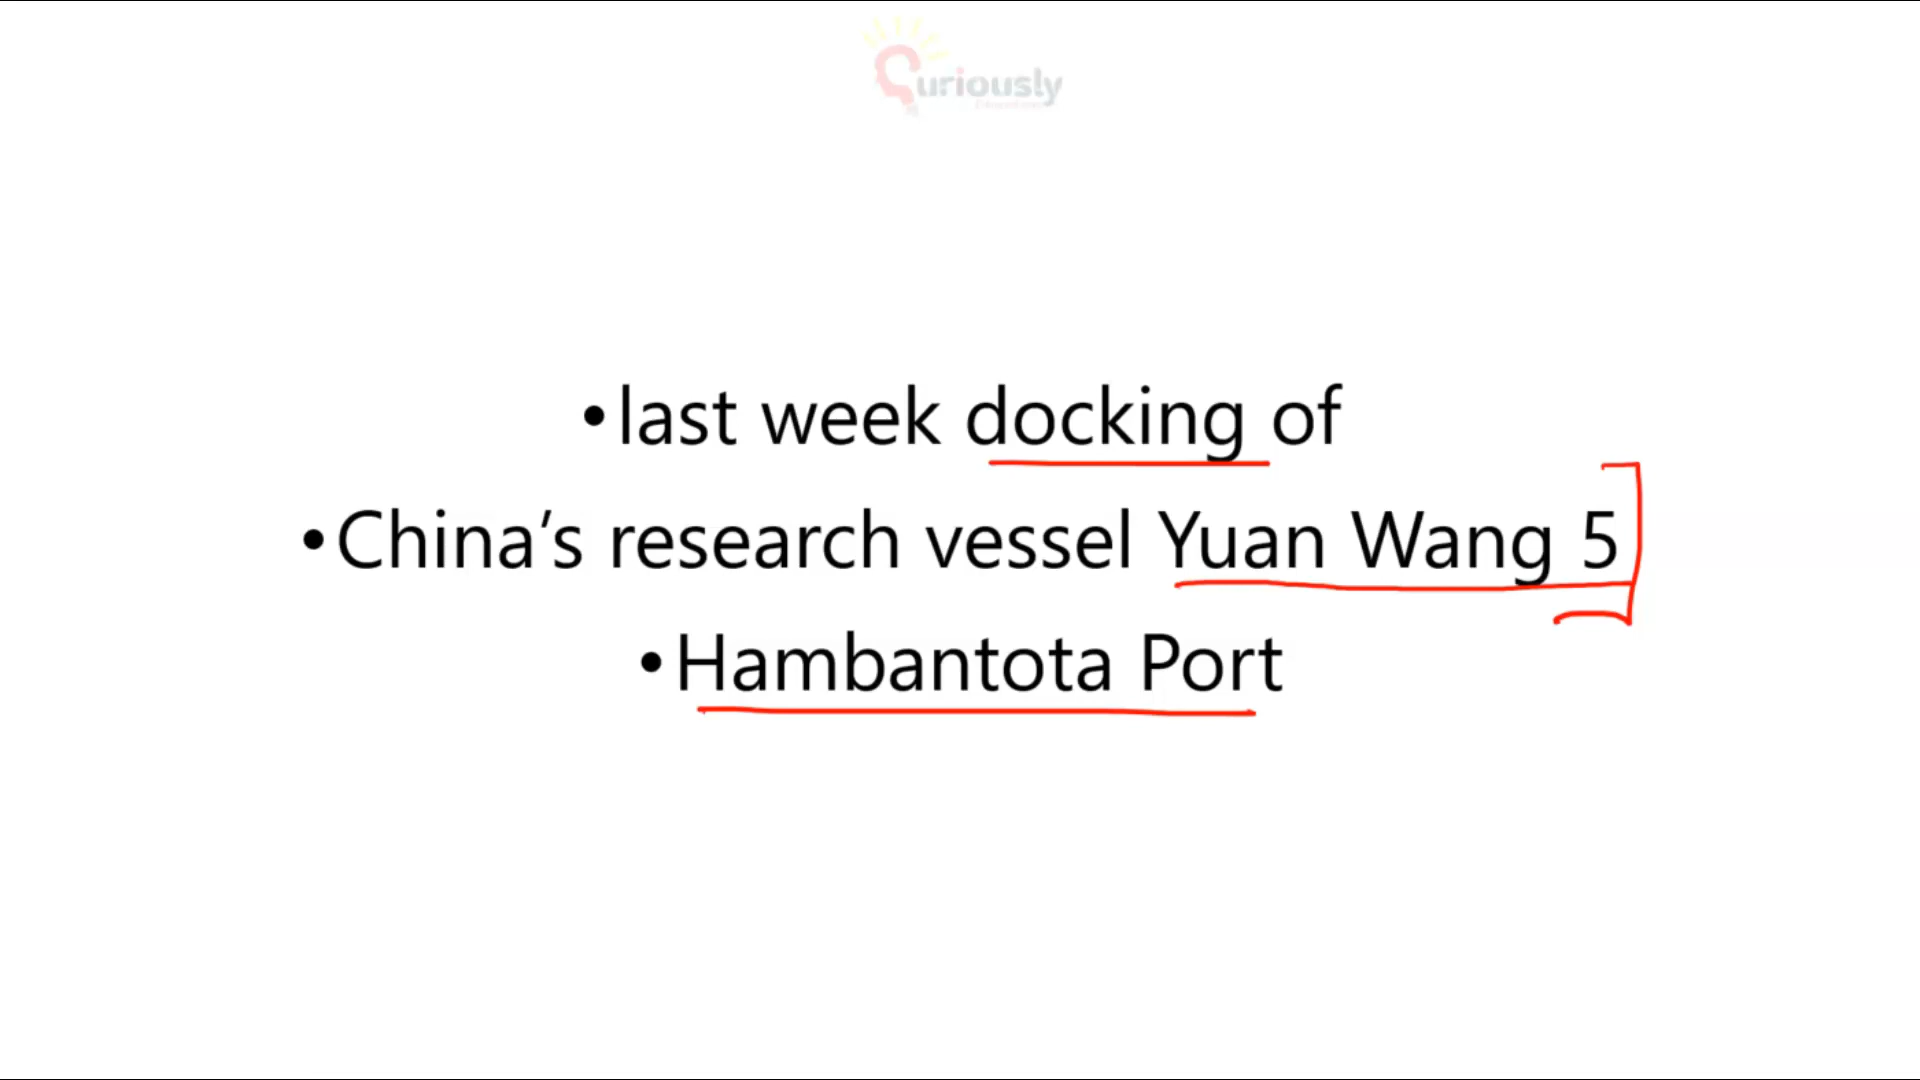 Curiously
•last week docking of
•China’s research vessel Yuan Wang 5
•Hambantota Port